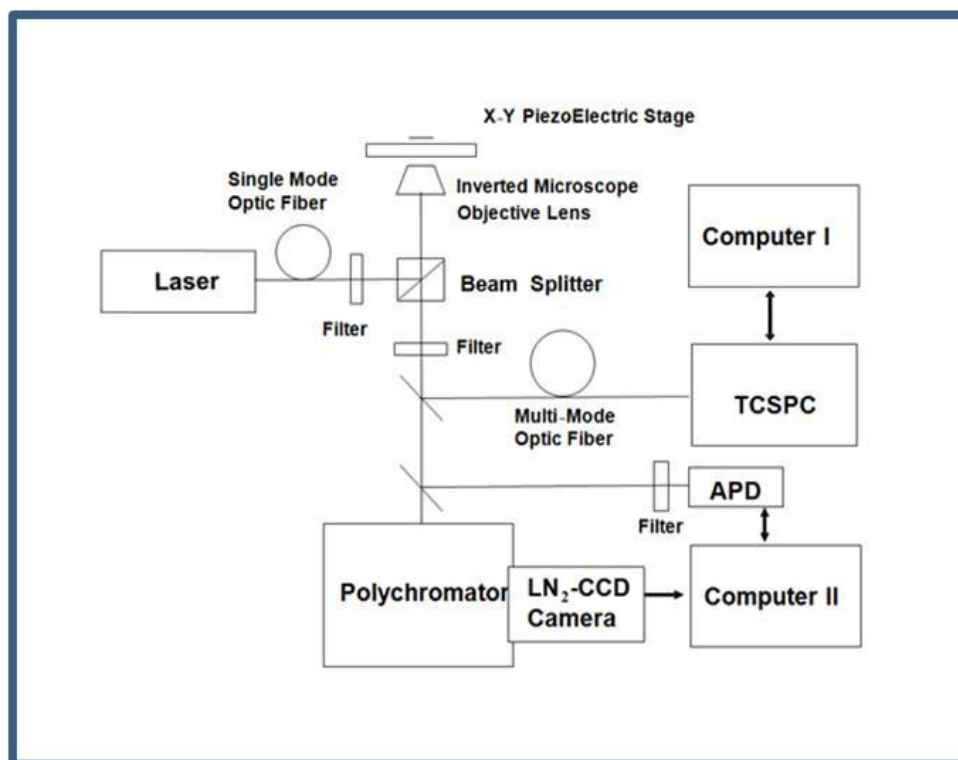 X-Y PiezoElectric Stage
Single Mode
Optic Fiber
Inverted Microscope
Objective Lens
Computer I
Laser
Beam Splitter
Filter
Filter
TCSPC
Multi-Mode
Optic Fiber
APD
Filter
Polychromator
LN₂-CCD
Camera
Computer II